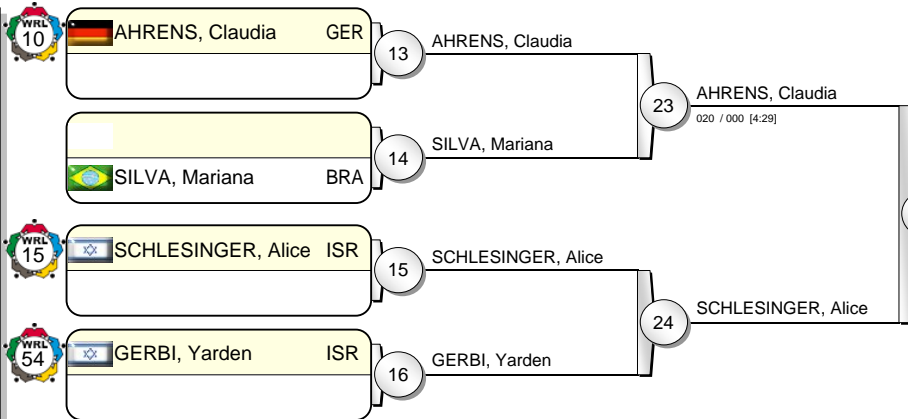 WRL
10
AHRENS, Claudia GER
13
AHRENS, Claudia
23
AHRENS, Claudia
020 / 000 [4:29]
14
SILVA, Mariana
SILVA, Mariana BRA
WRL
15
SCHLESINGER, Alice ISR
15
SCHLESINGER, Alice
24
SCHLESINGER, Alice
WRL
54
GERBI, Yarden ISR
16
GERBI, Yarden